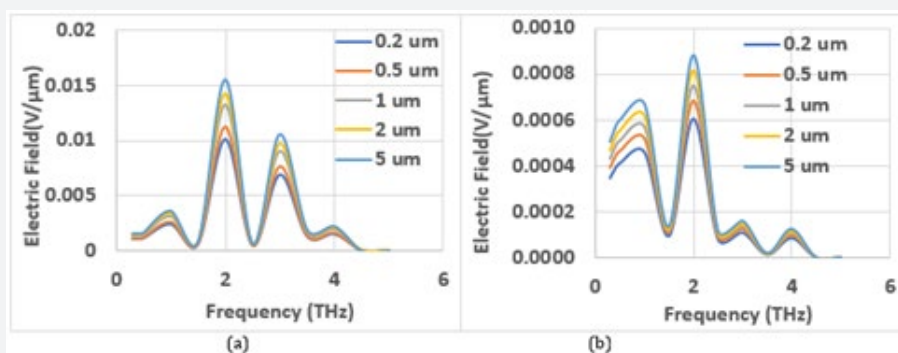 0.02
0.015
0.01
0.005
0
Electric Field(V/µm)
0.2 um
0.5 um
1 um
2 um
5 um
0 2 4 6
Frequency (THz)
(a)
0.0010
0.0008
0.0006
0.0004
0.0002
0.0000
Electric Field(V/µm)
0.2 um
0.5 um
1 um
2 um
5 um
0 2 4 6
Frequency (THz)
(b)